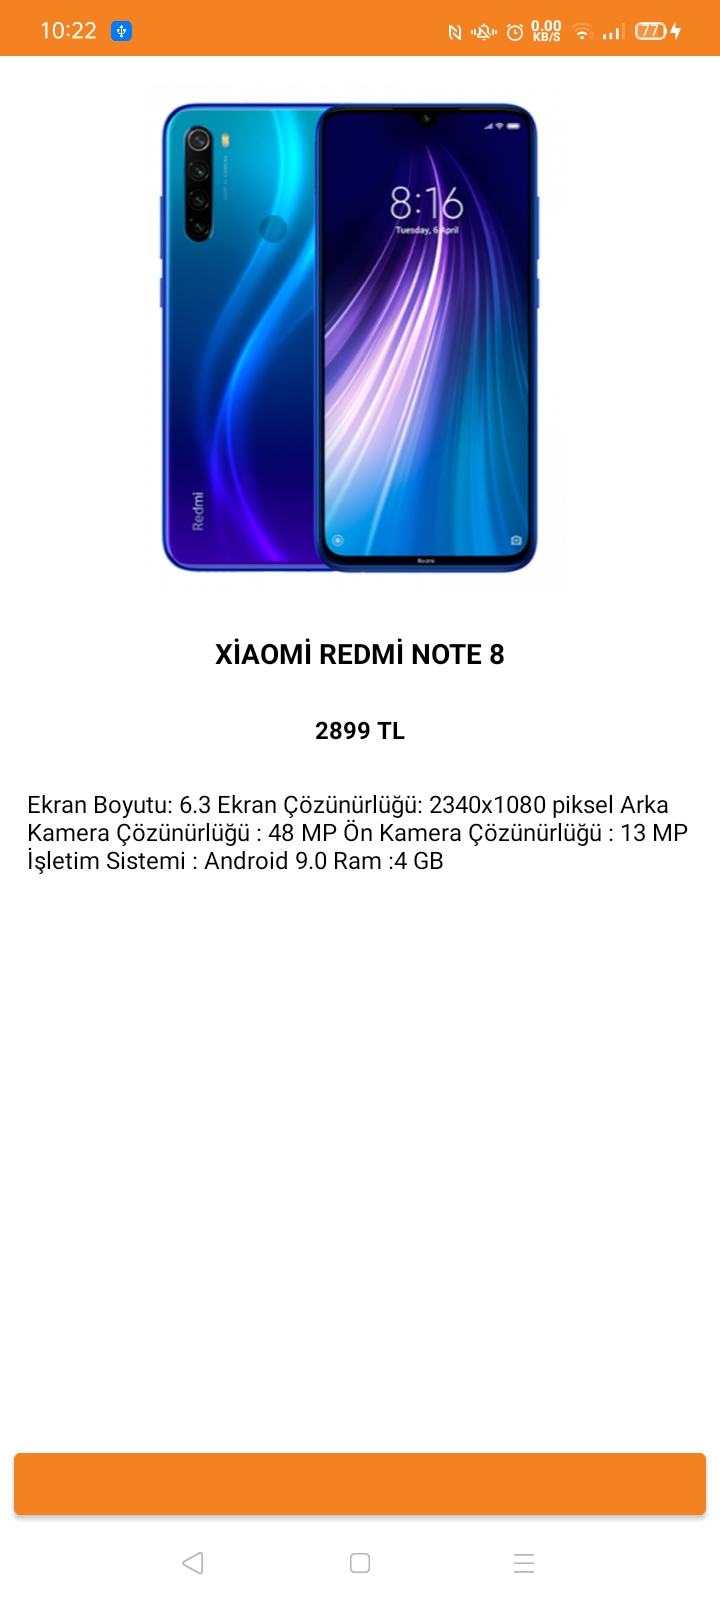 10:22
0.00
KB/S
77
8:16
Tuesday, 6 April
Redmi
Redmi
XİAOMİ REDMİ NOTE 8
2899 TL
Ekran Boyutu: 6.3 Ekran Çözünürlüğü: 2340x1080 piksel Arka
Kamera Çözünürlüğü : 48 MP Ön Kamera Çözünürlüğü : 13 MP
İşletim Sistemi : Android 9.0 Ram :4 GB